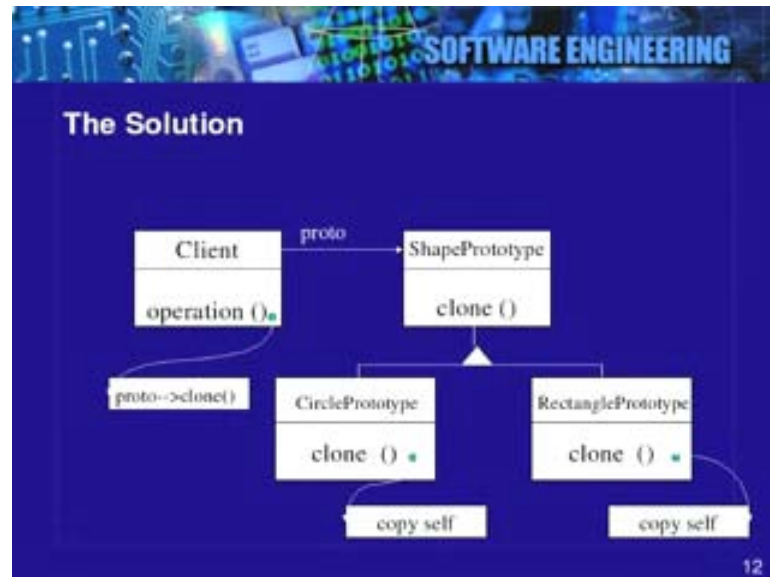 SOFTWARE ENGINEERING
The Solution
proto
Client
operation ()
ShapePrototype
clone ()
proto-->clone()
CirclePrototype
clone ()
RectanglePrototype
clone ()
copy self
copy self
12